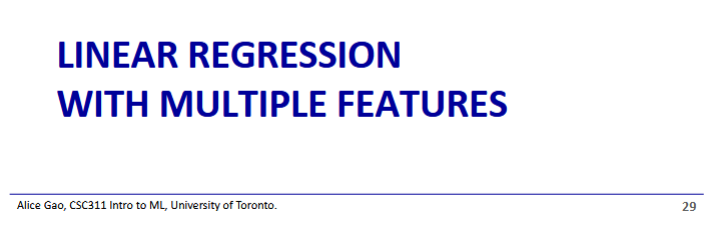 LINEAR REGRESSION
WITH MULTIPLE FEATURES
Alice Gao, CSC311 Intro to ML, University of Toronto.
29